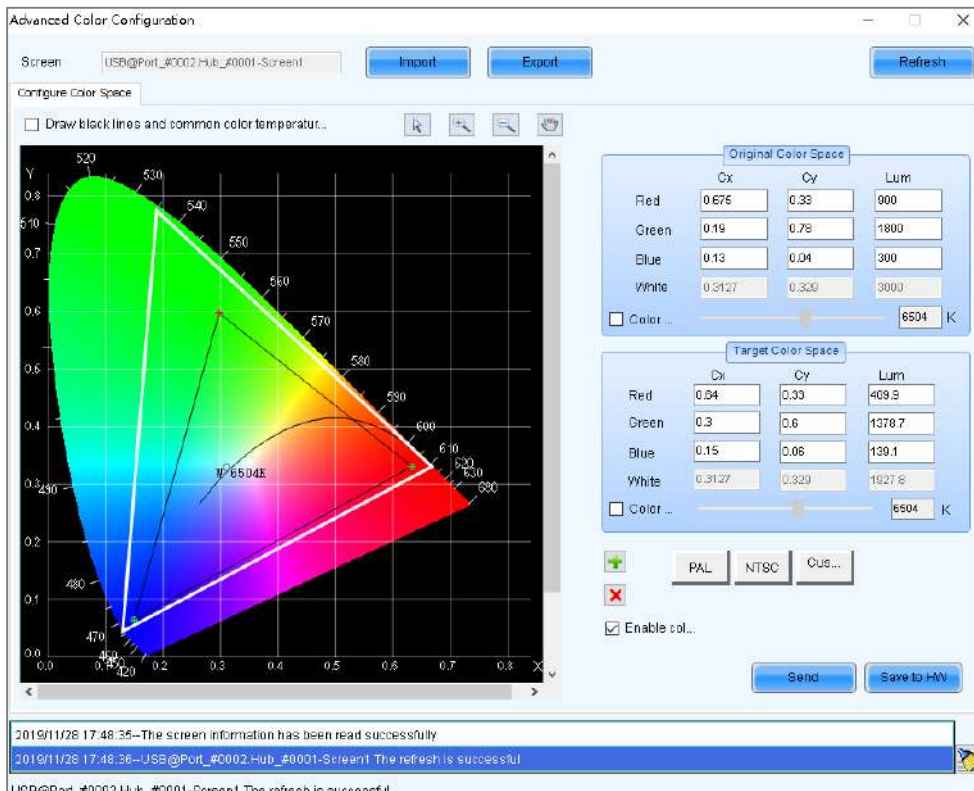 Advanced Color Configuration
Screen USB@Port_#0002.Hub_#0001-Screen1 Import Export Refresh
Configure Color Space
Draw black lines and common color temperatur...
Y
520
530
540
550
560
570
580
590
600
610
620
630
680
510
480
470
450
420
0.8
0.7
0.6
0.5
0.4
0.3
0.2
0.1
0.0
W 6504K
0.0 0.1 0.2 0.3 0.4 0.5 0.6 0.7 0.8 X
Original Color Space
Cx Cy Lum
Red 0.675 0.33 900
Green 0.19 0.78 1800
Blue 0.13 0.04 300
White 0.3127 0.329 3000
Color ... 6504 K
Target Color Space
Cx Cy Lum
Red 0.64 0.33 409.9
Green 0.3 0.6 1378.7
Blue 0.15 0.06 139.1
White 0.3127 0.329 1927.8
Color ... 6504 K
PAL NTSC Cus...
Enable col...
Send Save to HW
2019/11/28 17:48:35--The screen information has been read successfully
2019/11/28 17:48:36--USB@Port_#0002.Hub_#0001-Screen1 The refresh is successful
USB@Port_#0002.Hub_#0001-Screen1 The refresh is successful